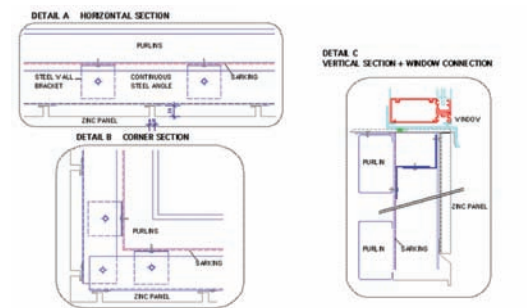 DETAIL A HORIZONTAL SECTION
PURLINS
STEEL WALL
BRACKET
CONTINUOUS
STEEL ANGLE
SARKING
ZINC PANEL
DETAIL B CORNER SECTION
PURLINS
SARKING
ZINC PANEL
DETAIL C
VERTICAL SECTION + WINDOW CONNECTION
WINDOW
PURLIN
ZINC PANEL
PURLIN
SARKING